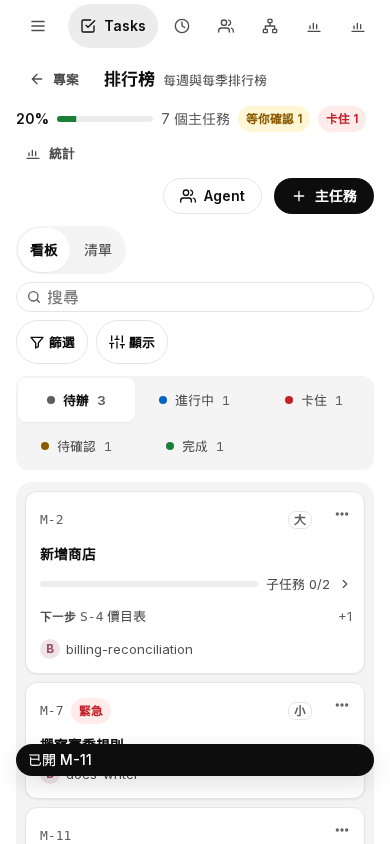 Tasks
專案 排行榜 每週與每季排行榜
20% 7 個主任務 等你確認 1 卡住 1
統計
Agent 主任務
看板 清單
搜尋
篩選 顯示
待辦 3 進行中 1 卡住 1
待確認 1 完成 1
M-2 大
新增商店
子任務 0/2
下一步 S-4 價目表 +1
B billing-reconciliation
M-7 緊急 小
已開 M-11
M-11